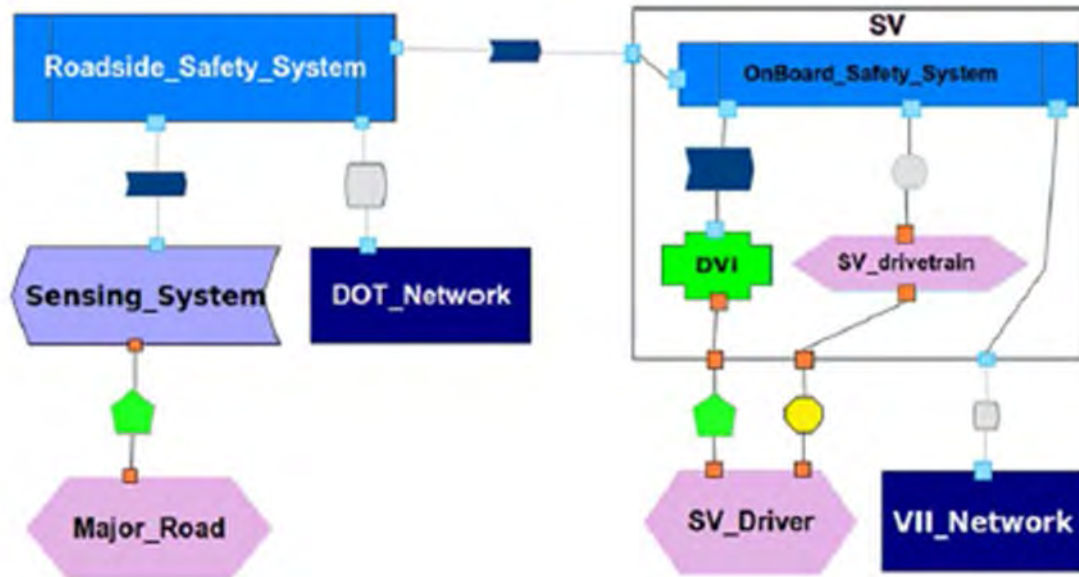 SV
Roadside_Safety_System
OnBoard_Safety_System
DVI
SV_drivetrain
Sensing_System
DOT_Network
Major_Road
SV_Driver
VII_Network